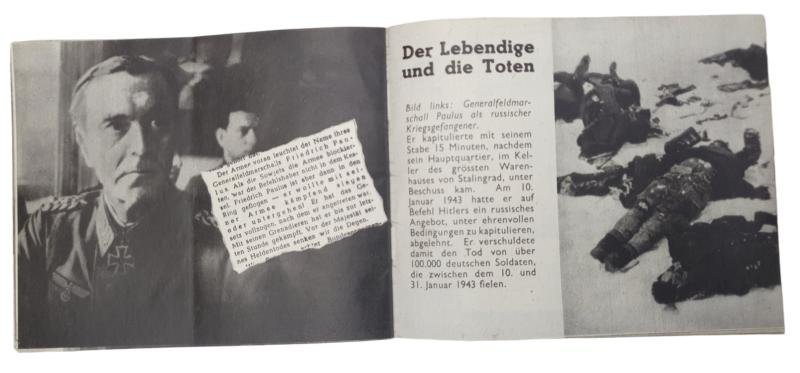 Der Armee voran leuchtet der Name ihres
Generalfeldmarschalls Friedrich Pau-
lus. Als die Sowjets die Armee blockier-
ten, war der Befehlshaber nicht in dem Kes-
sel. Friedrich Paulus ist aber dann in den
Ring geflogen — er wollte mit sei-
ner Armee kämpfend siegen
oder untergehen! Er hat das Ge-
setz vollzogen, nach dem er angetreten war.
Mit seinen Grenadieren hat er bis zur letz-
ten Stunde gekämpft. Vor der Majestät sei-
nes Heldentodes senken wir die Degen.
Der Lebendige
und die Toten
Bild links: Generalfeldmar-
schall Paulus als russischer
Kriegsgefangener.
Er kapitulierte mit seinem
Stabe 15 Minuten, nachdem
sein Hauptquartier, im Kel-
ler des grössten Waren-
hauses von Stalingrad, unter
Beschuss kam. Am 10.
Januar 1943 hatte er auf
Befehl Hitlers ein russisches
Angebot, unter ehrenvollen
Bedingungen zu kapitulieren,
abgelehnt. Er verschuldete
damit den Tod von über
100.000 deutschen Soldaten,
die zwischen dem 10. und
31. Januar 1943 fielen.